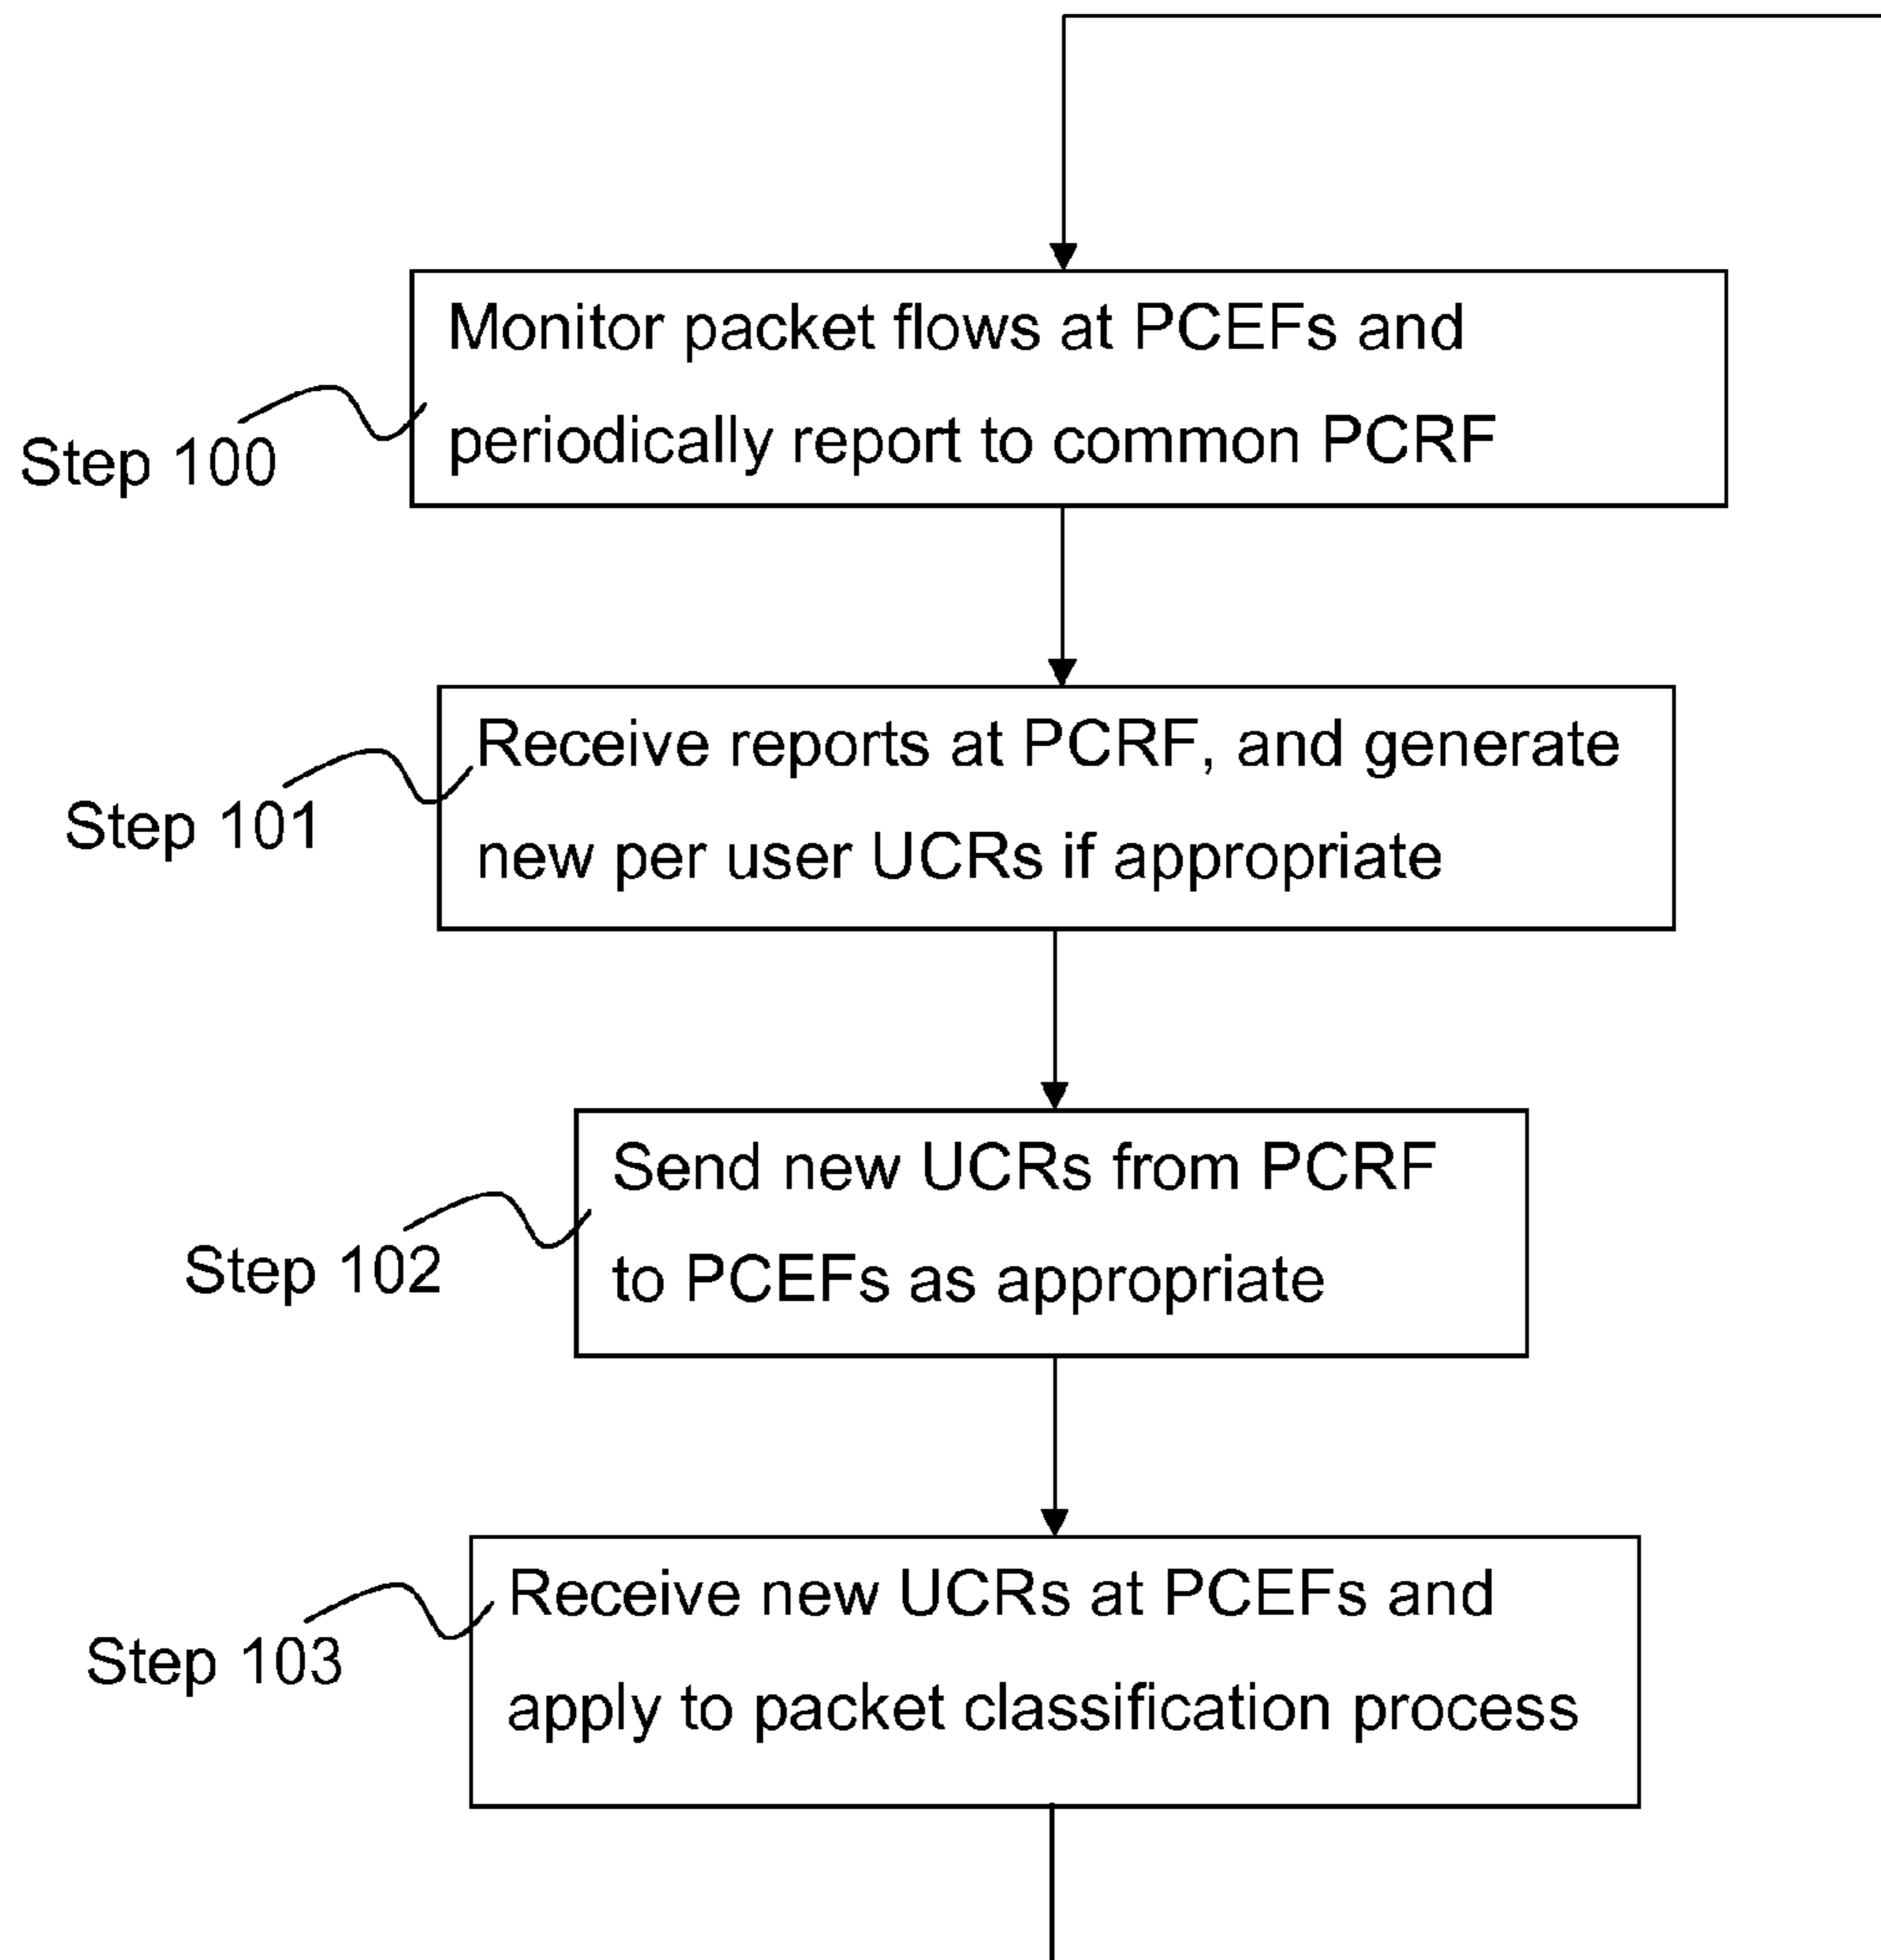 Monitor packet flows at PCEFs and
periodically report to common PCRF
Step 100
Receive reports at PCRF, and generate
new per user UCRs if appropriate
Step 101
Send new UCRs from PCRF
to PCEFs as appropriate
Step 102
Receive new UCRs at PCEFs and
apply to packet classification process
Step 103